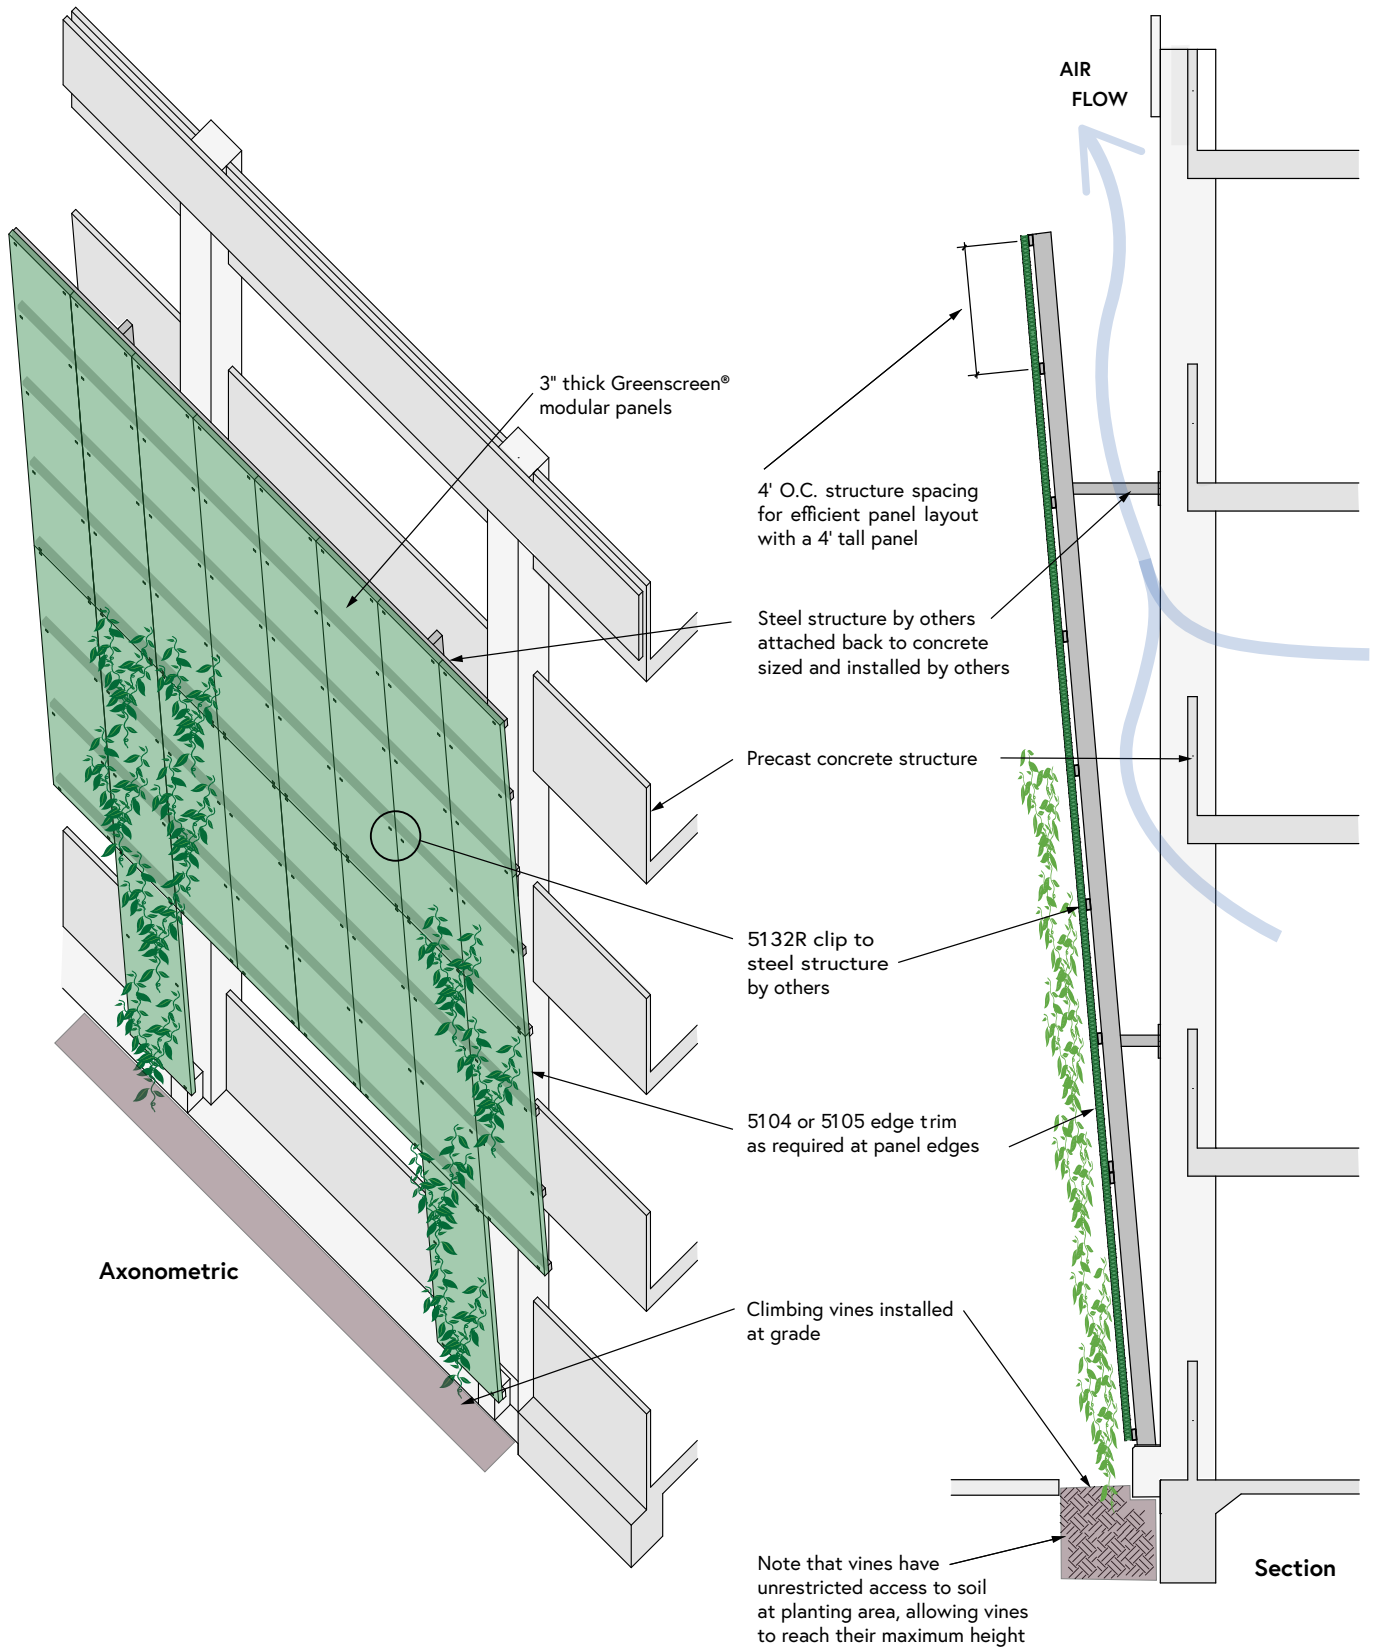 AIR
FLOW
3" thick Greenscreen®
modular panels
4' O.C. structure spacing
for efficient panel layout
with a 4' tall panel
Steel structure by others
attached back to concrete
sized and installed by others
Precast concrete structure
5132R clip to
steel structure
by others
5104 or 5105 edge trim
as required at panel edges
Axonometric
Climbing vines installed
at grade
Note that vines have
unrestricted access to soil
at planting area, allowing vines
to reach their maximum height
Section